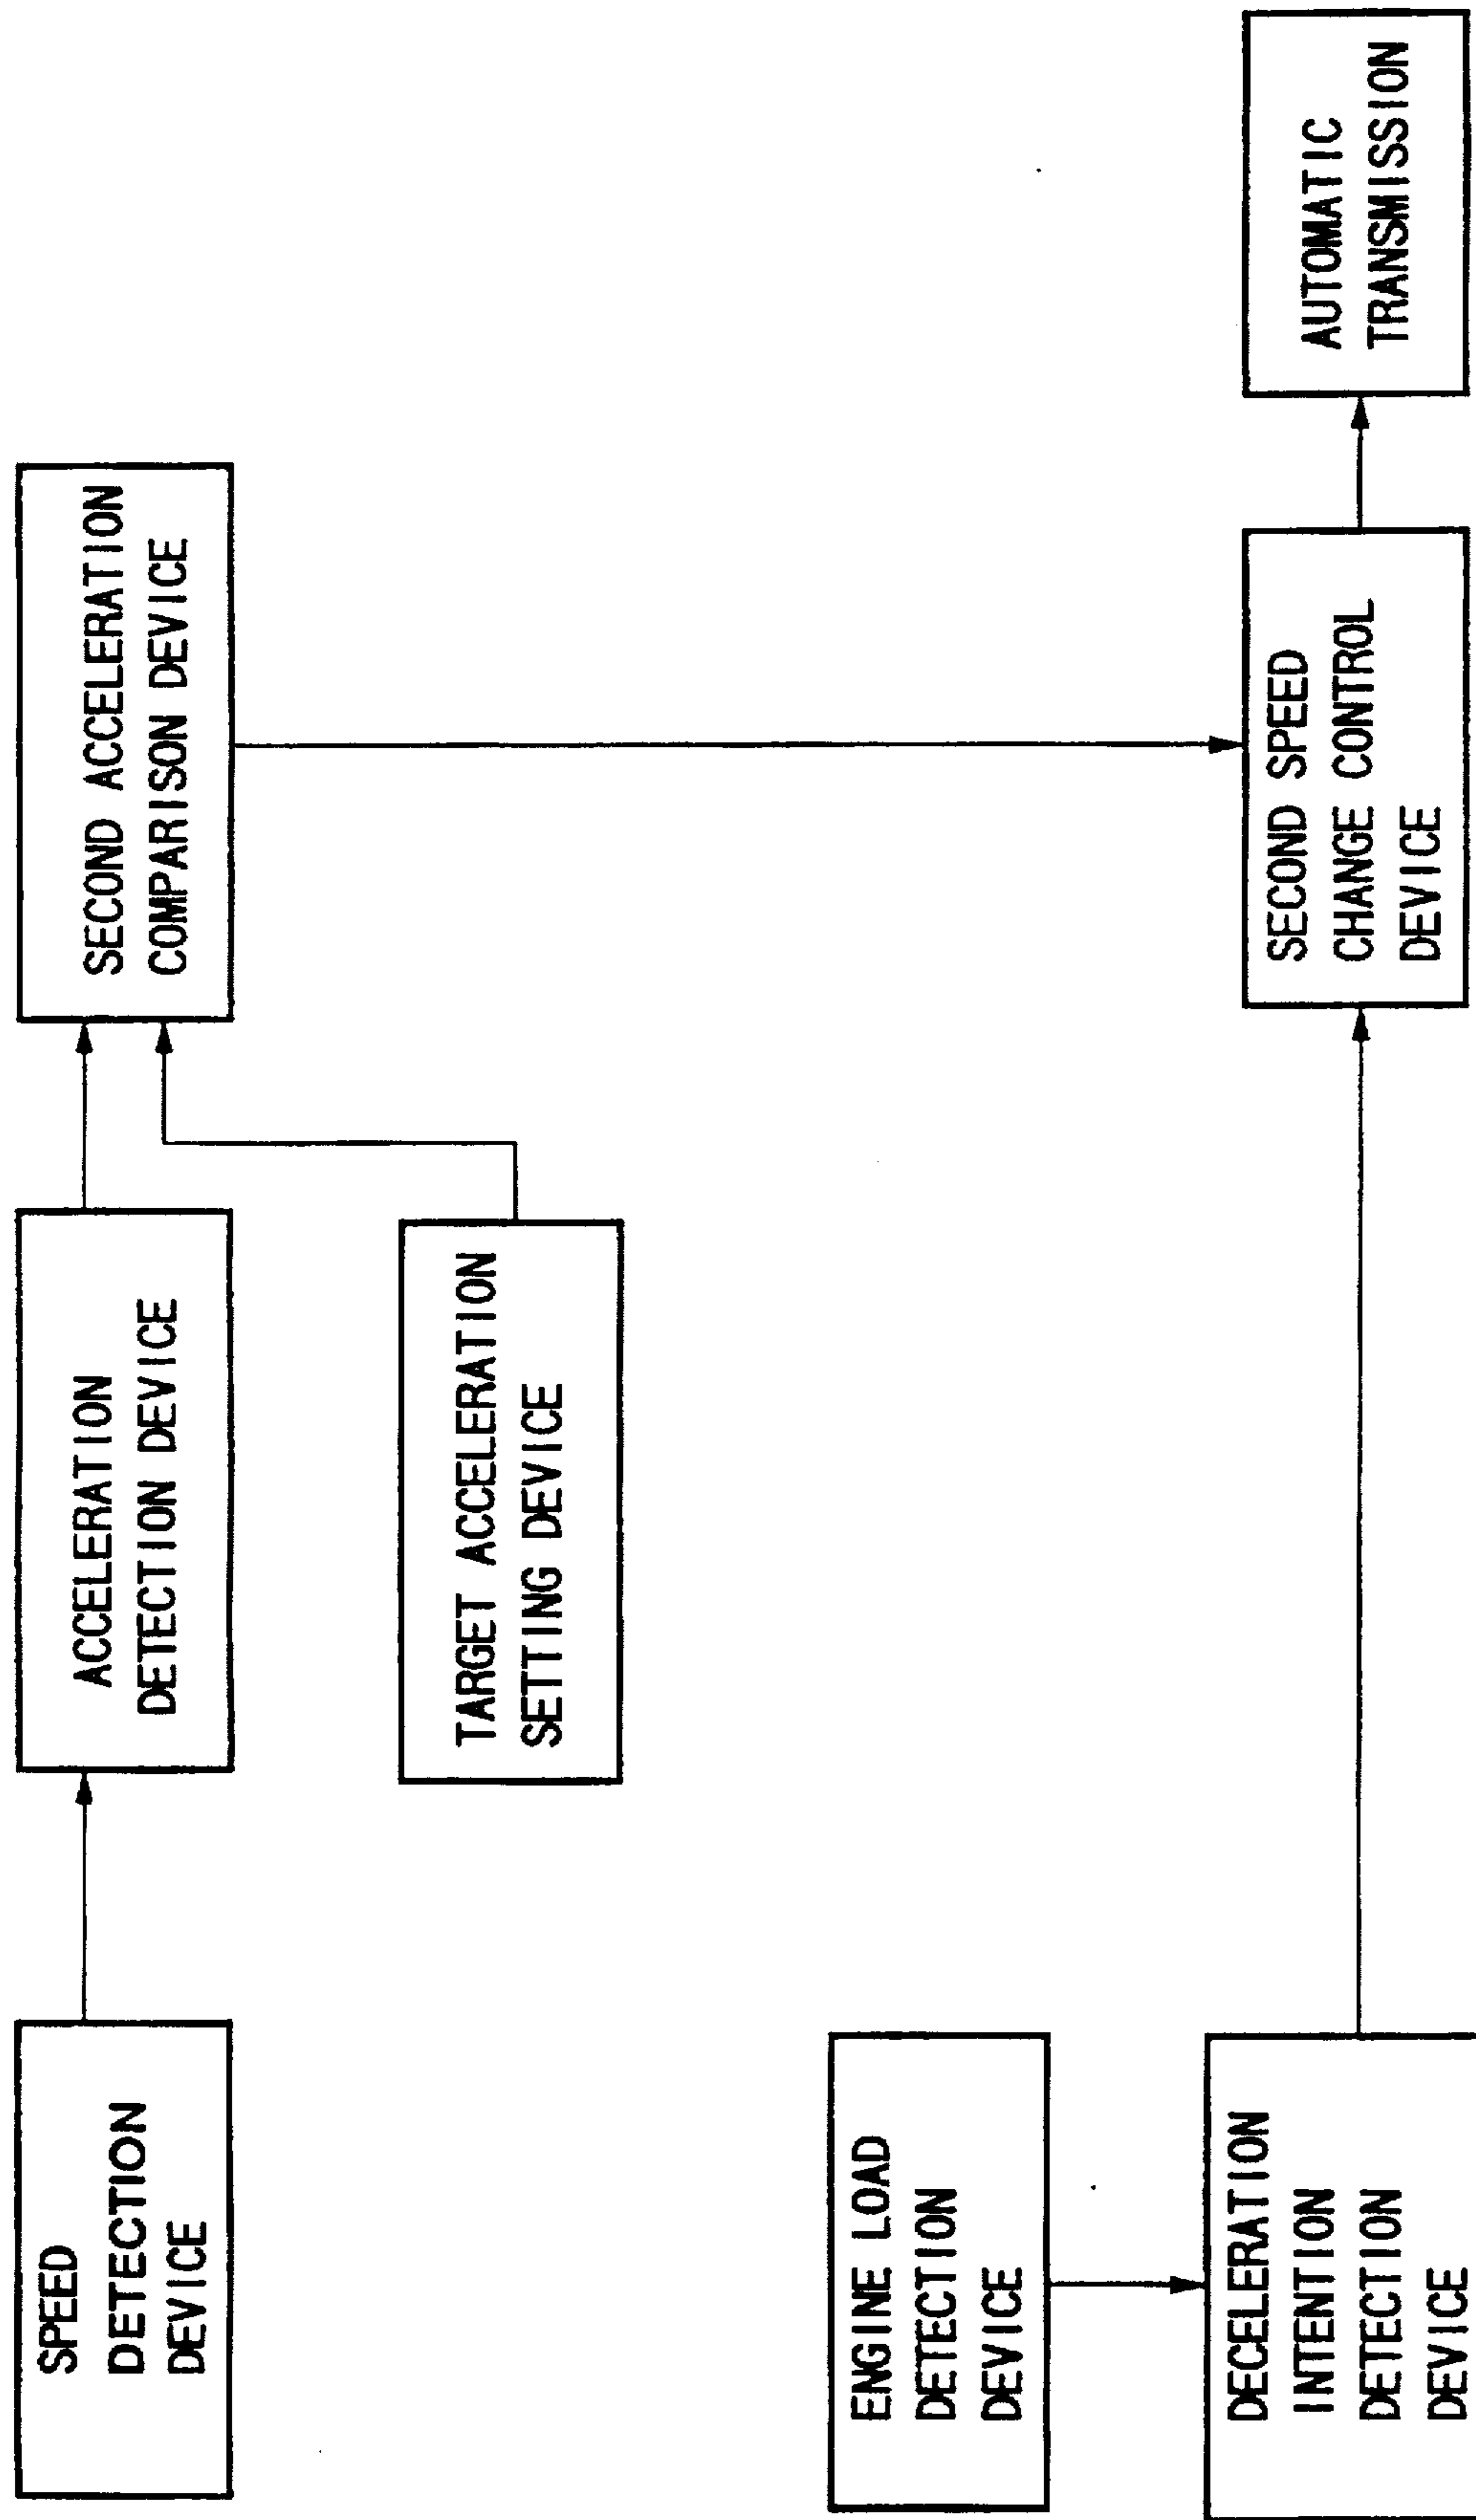 SPEED
DETECTION
DEVICE
ACCELERATION
DETECTION DEVICE
SECOND ACCELERATION
COMPARISON DEVICE
TARGET ACCELERATION
SETTING DEVICE
ENGINE LOAD
DETECTION
DEVICE
DECELERATION
INTENTION
DETECTION
DEVICE
SECOND SPEED
CHANGE CONTROL
DEVICE
AUTOMATIC
TRANSMISSION